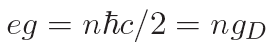 eg = nℏc/2 = ng_D